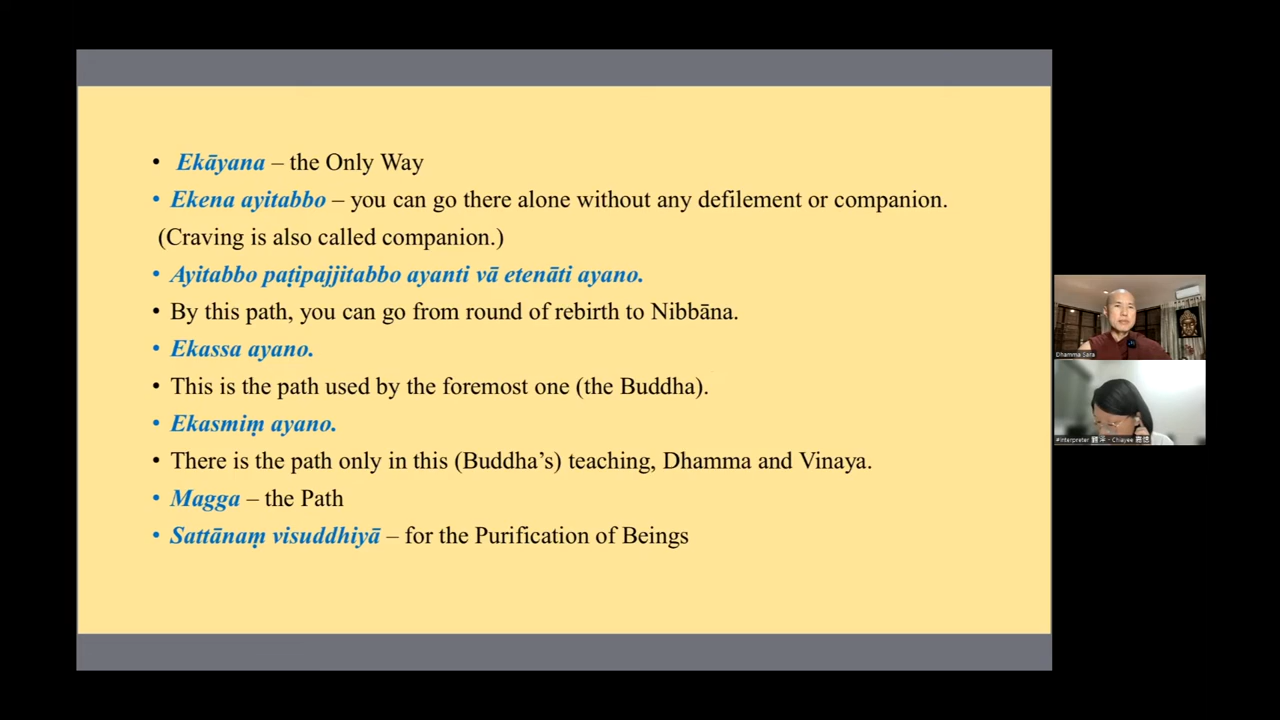 • Ekāyana – the Only Way
• Ekena ayitabbo – you can go there alone without any defilement or companion.
(Craving is also called companion.)
• Ayitabbo paṭipajjitabbo ayanti vā etenāti ayano.
• By this path, you can go from round of rebirth to Nibbāna.
• Ekassa ayano.
• This is the path used by the foremost one (the Buddha).
• Ekasmiṃ ayano.
• There is the path only in this (Buddha’s) teaching, Dhamma and Vinaya.
• Magga – the Path
• Sattānaṃ visuddhiyā – for the Purification of Beings
Dhamma Sara
#Interpreter - Chiayee